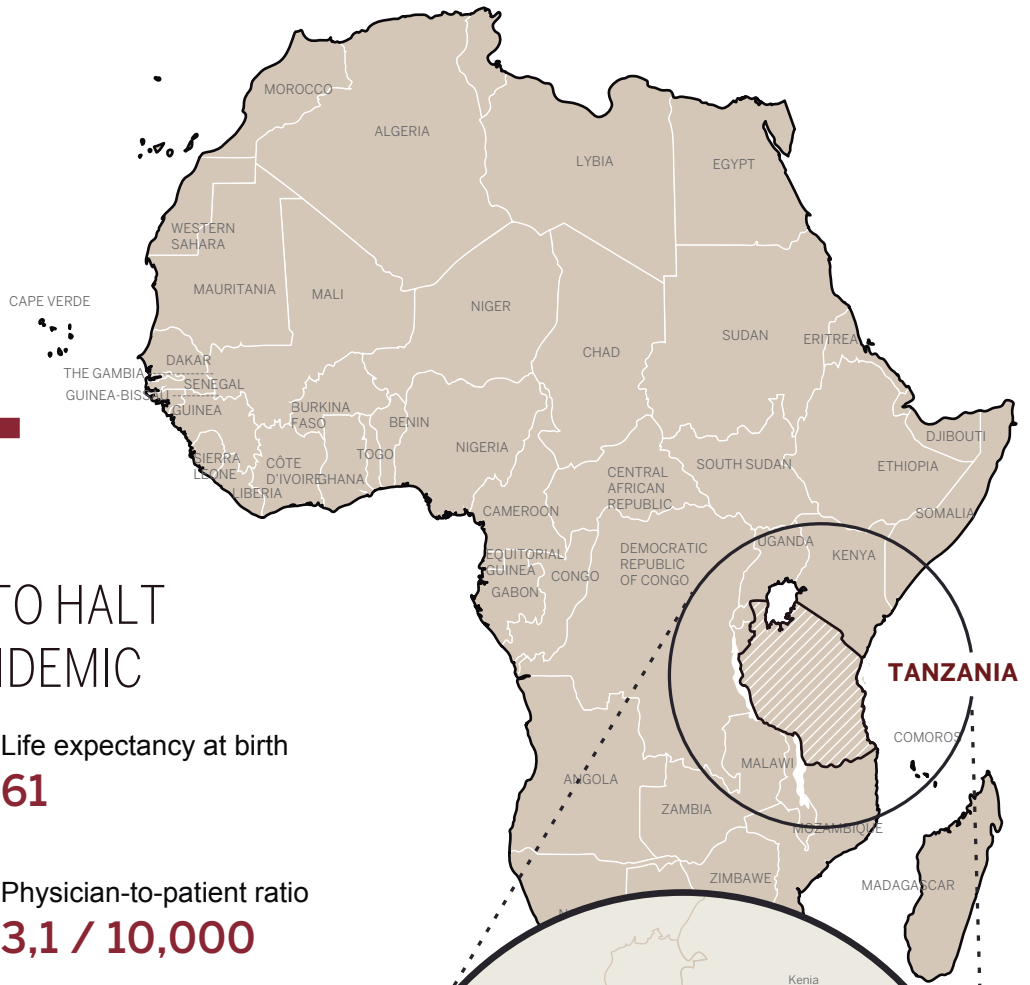 MOROCCO
ALGERIA
LYBIA
EGYPT
WESTERN
SAHARA
MAURITANIA
MALI
NIGER
CHAD
SUDAN
ERITREA
CAPE VERDE
DAKAR
THE GAMBIA
SENEGAL
GUINEA-BISSAU
GUINEA
BURKINA
FASO
BENIN
NIGERIA
TOGO
SIERRA
LEONE
CÔTE
D'IVOIRE
GHANA
LIBERIA
CENTRAL
AFRICAN
REPUBLIC
SOUTH SUDAN
DJIBOUTI
ETHIOPIA
SOMALIA
CAMEROON
EQUITORIAL
GUINEA
GABON
CONGO
DEMOCRATIC
REPUBLIC
OF CONGO
UGANDA
KENYA
TANZANIA
COMOROS
MALAWI
ANGOLA
ZAMBIA
MOZAMBIQUE
ZIMBAWE
MADAGASCAR
TO HALT
IDEMIC
Life expectancy at birth
61
Physician-to-patient ratio
3,1 / 10,000
Kenia